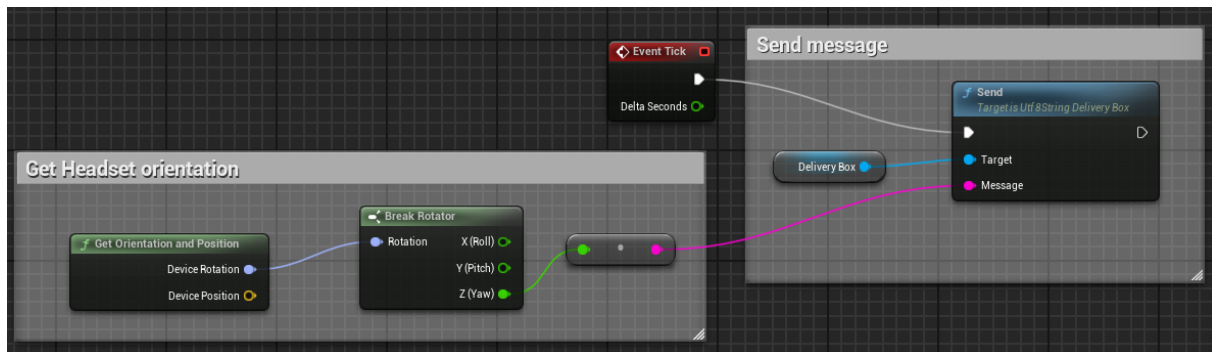 Send message
Event Tick
Delta Seconds
f Send
Target is Utf 8String Delivery Box
Delivery Box
Target
Message
Get Headset orientation
f Get Orientation and Position
Device Rotation
Device Position
Break Rotator
Rotation
X (Roll)
Y (Pitch)
Z (Yaw)